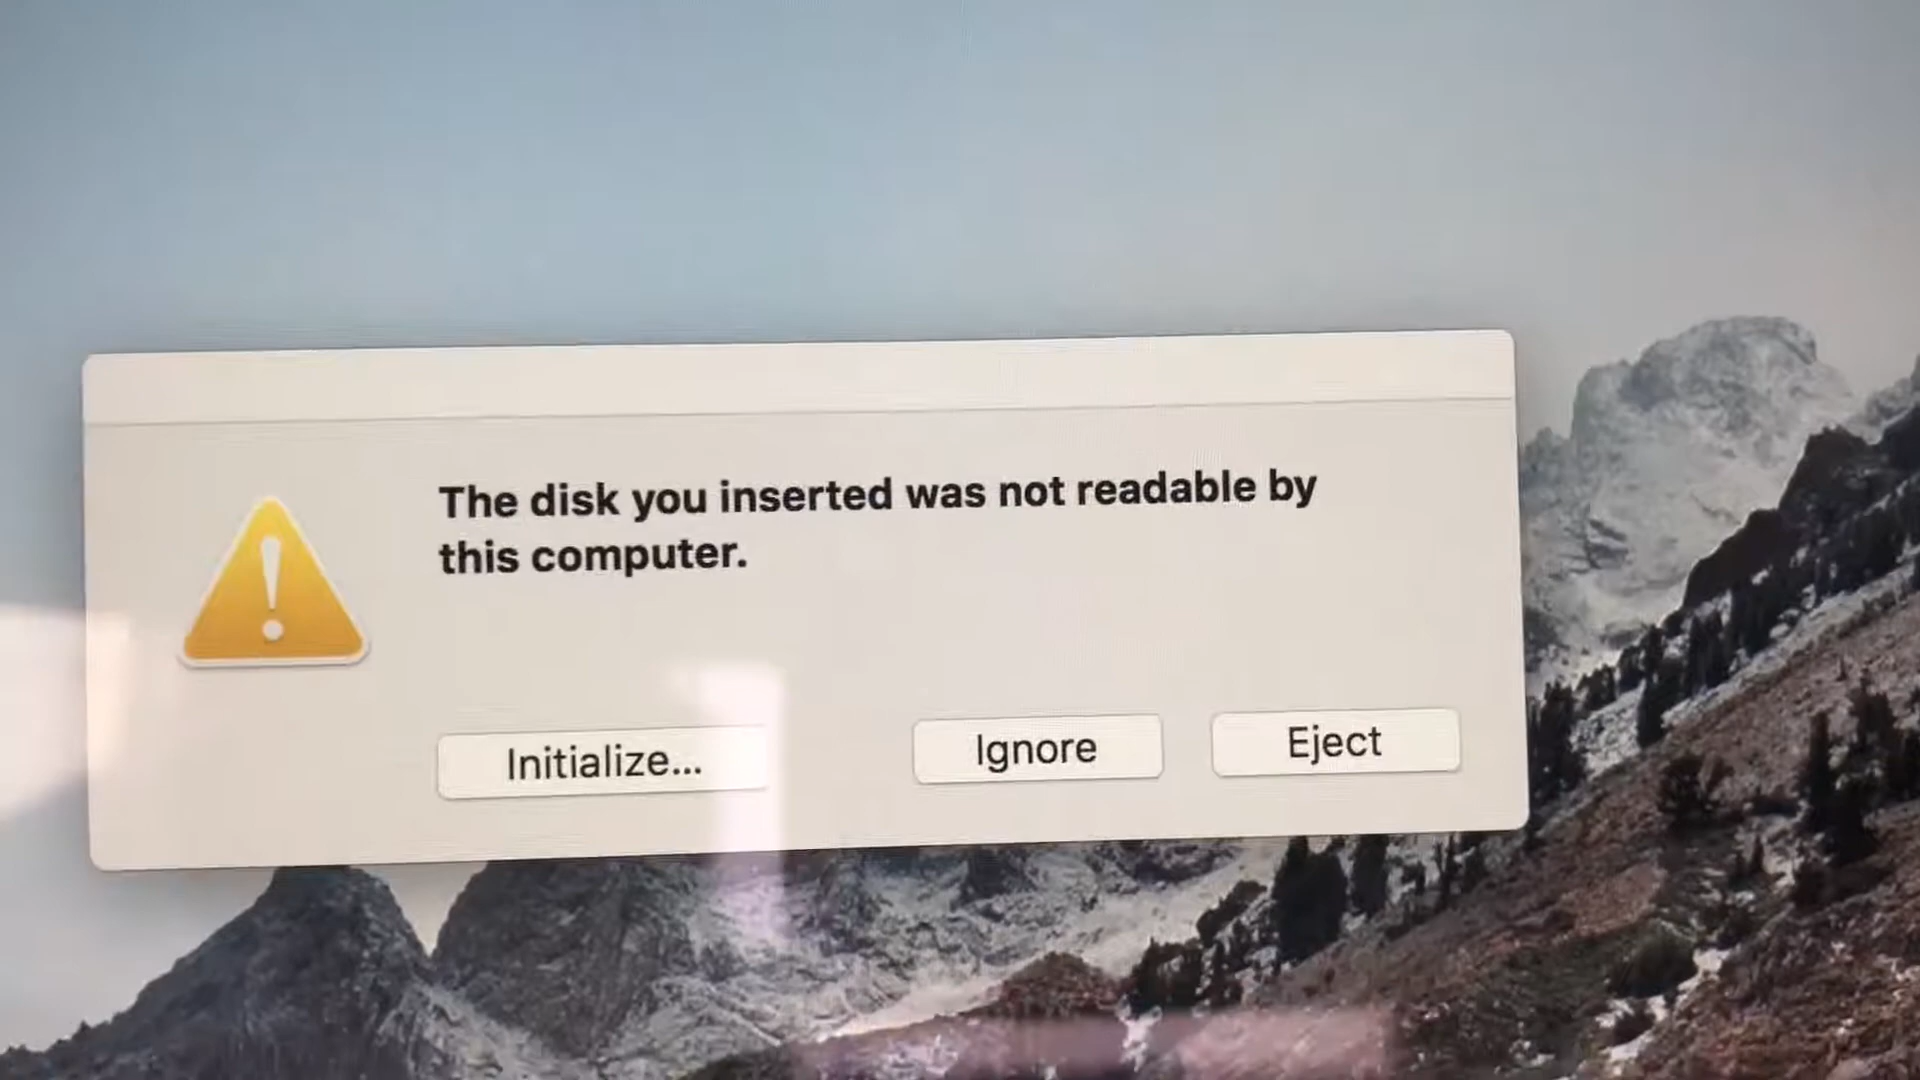 The disk you inserted was not readable by
this computer.
Initialize...
Ignore
Eject